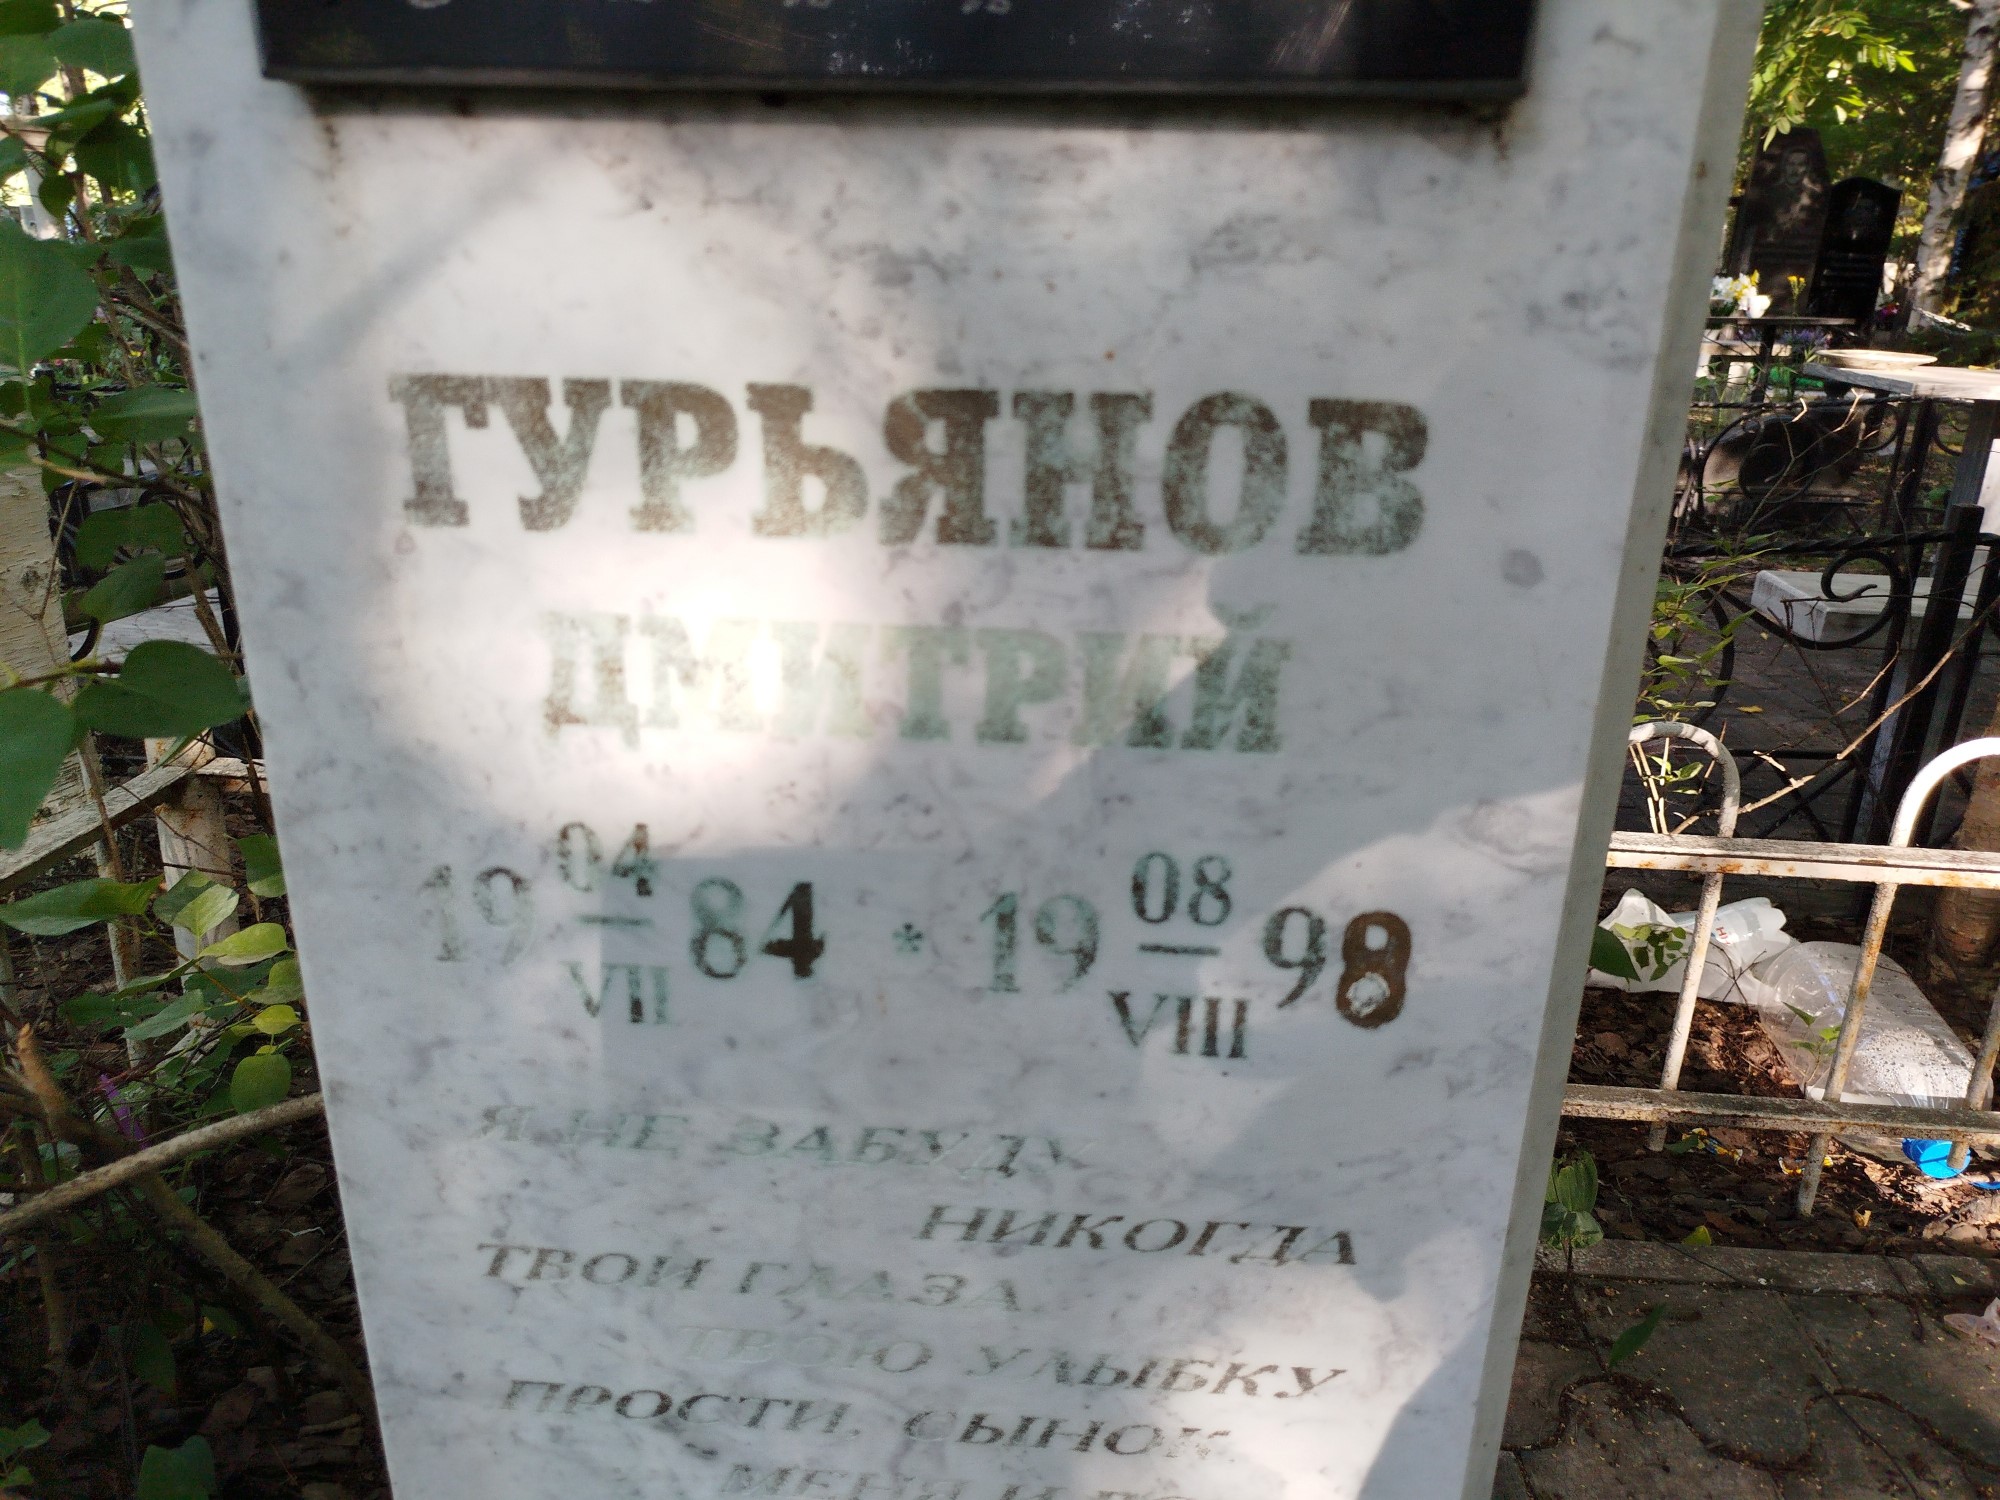 ГУРЬЯНОВ
ДМИТРИЙ
19 04/VII 84 * 19 08/VIII 98
Я НЕ ЗАБУДУ
НИКОГДА
ТВОИ ГЛАЗА
ТВОЮ УЛЫБКУ
ПРОСТИ, СЫНОК,
МЕНЯ И